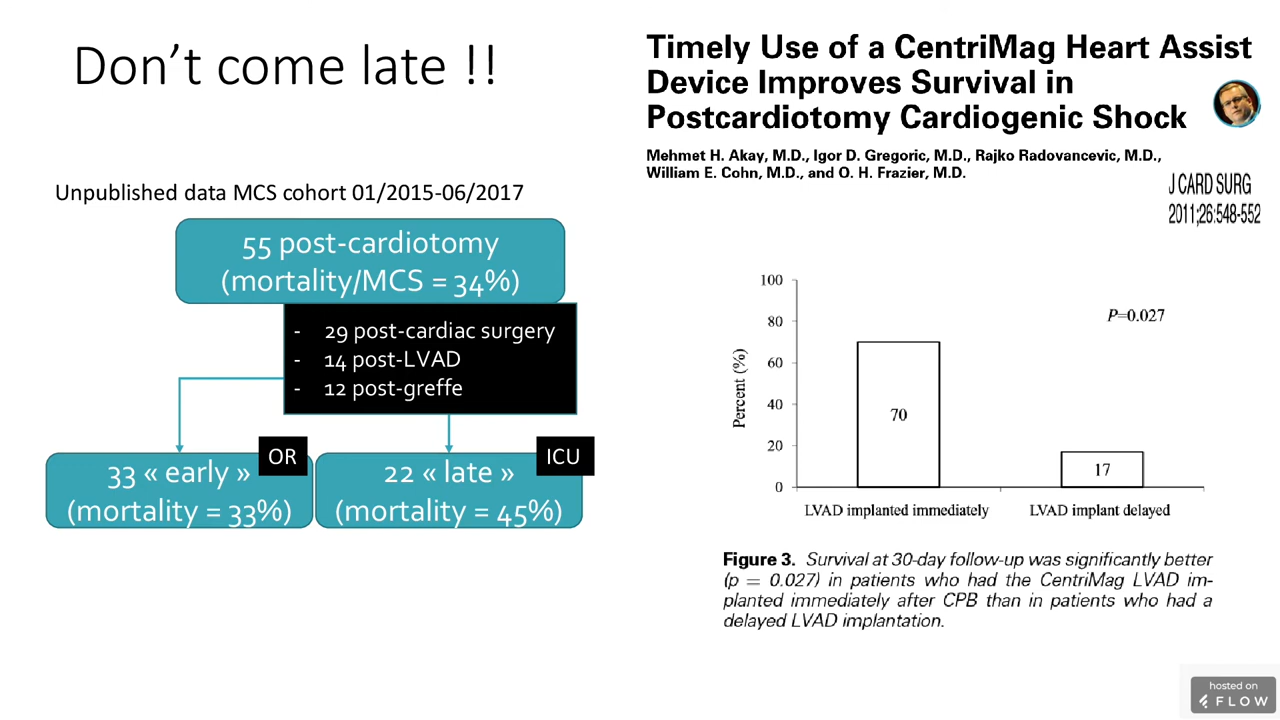 Don’t come late !!
Unpublished data MCS cohort 01/2015-06/2017
55 post-cardiotomy
(mortality/MCS = 34%)
- 29 post-cardiac surgery
- 14 post-LVAD
- 12 post-greffe
OR
33 « early »
(mortality = 33%)
ICU
22 « late »
(mortality = 45%)
Timely Use of a CentriMag Heart Assist
Device Improves Survival in
Postcardiotomy Cardiogenic Shock
Mehmet H. Akay, M.D., Igor D. Gregoric, M.D., Rajko Radovancevic, M.D.,
William E. Cohn, M.D., and O. H. Frazier, M.D.
J CARD SURG
2011;26:548-552
100
80
60
40
20
0
Percent (%)
P=0.027
70
17
LVAD implanted immediately
LVAD implant delayed
Figure 3. Survival at 30-day follow-up was significantly better
(p = 0.027) in patients who had the CentriMag LVAD im-
planted immediately after CPB than in patients who had a
delayed LVAD implantation.
hosted on
FLOW